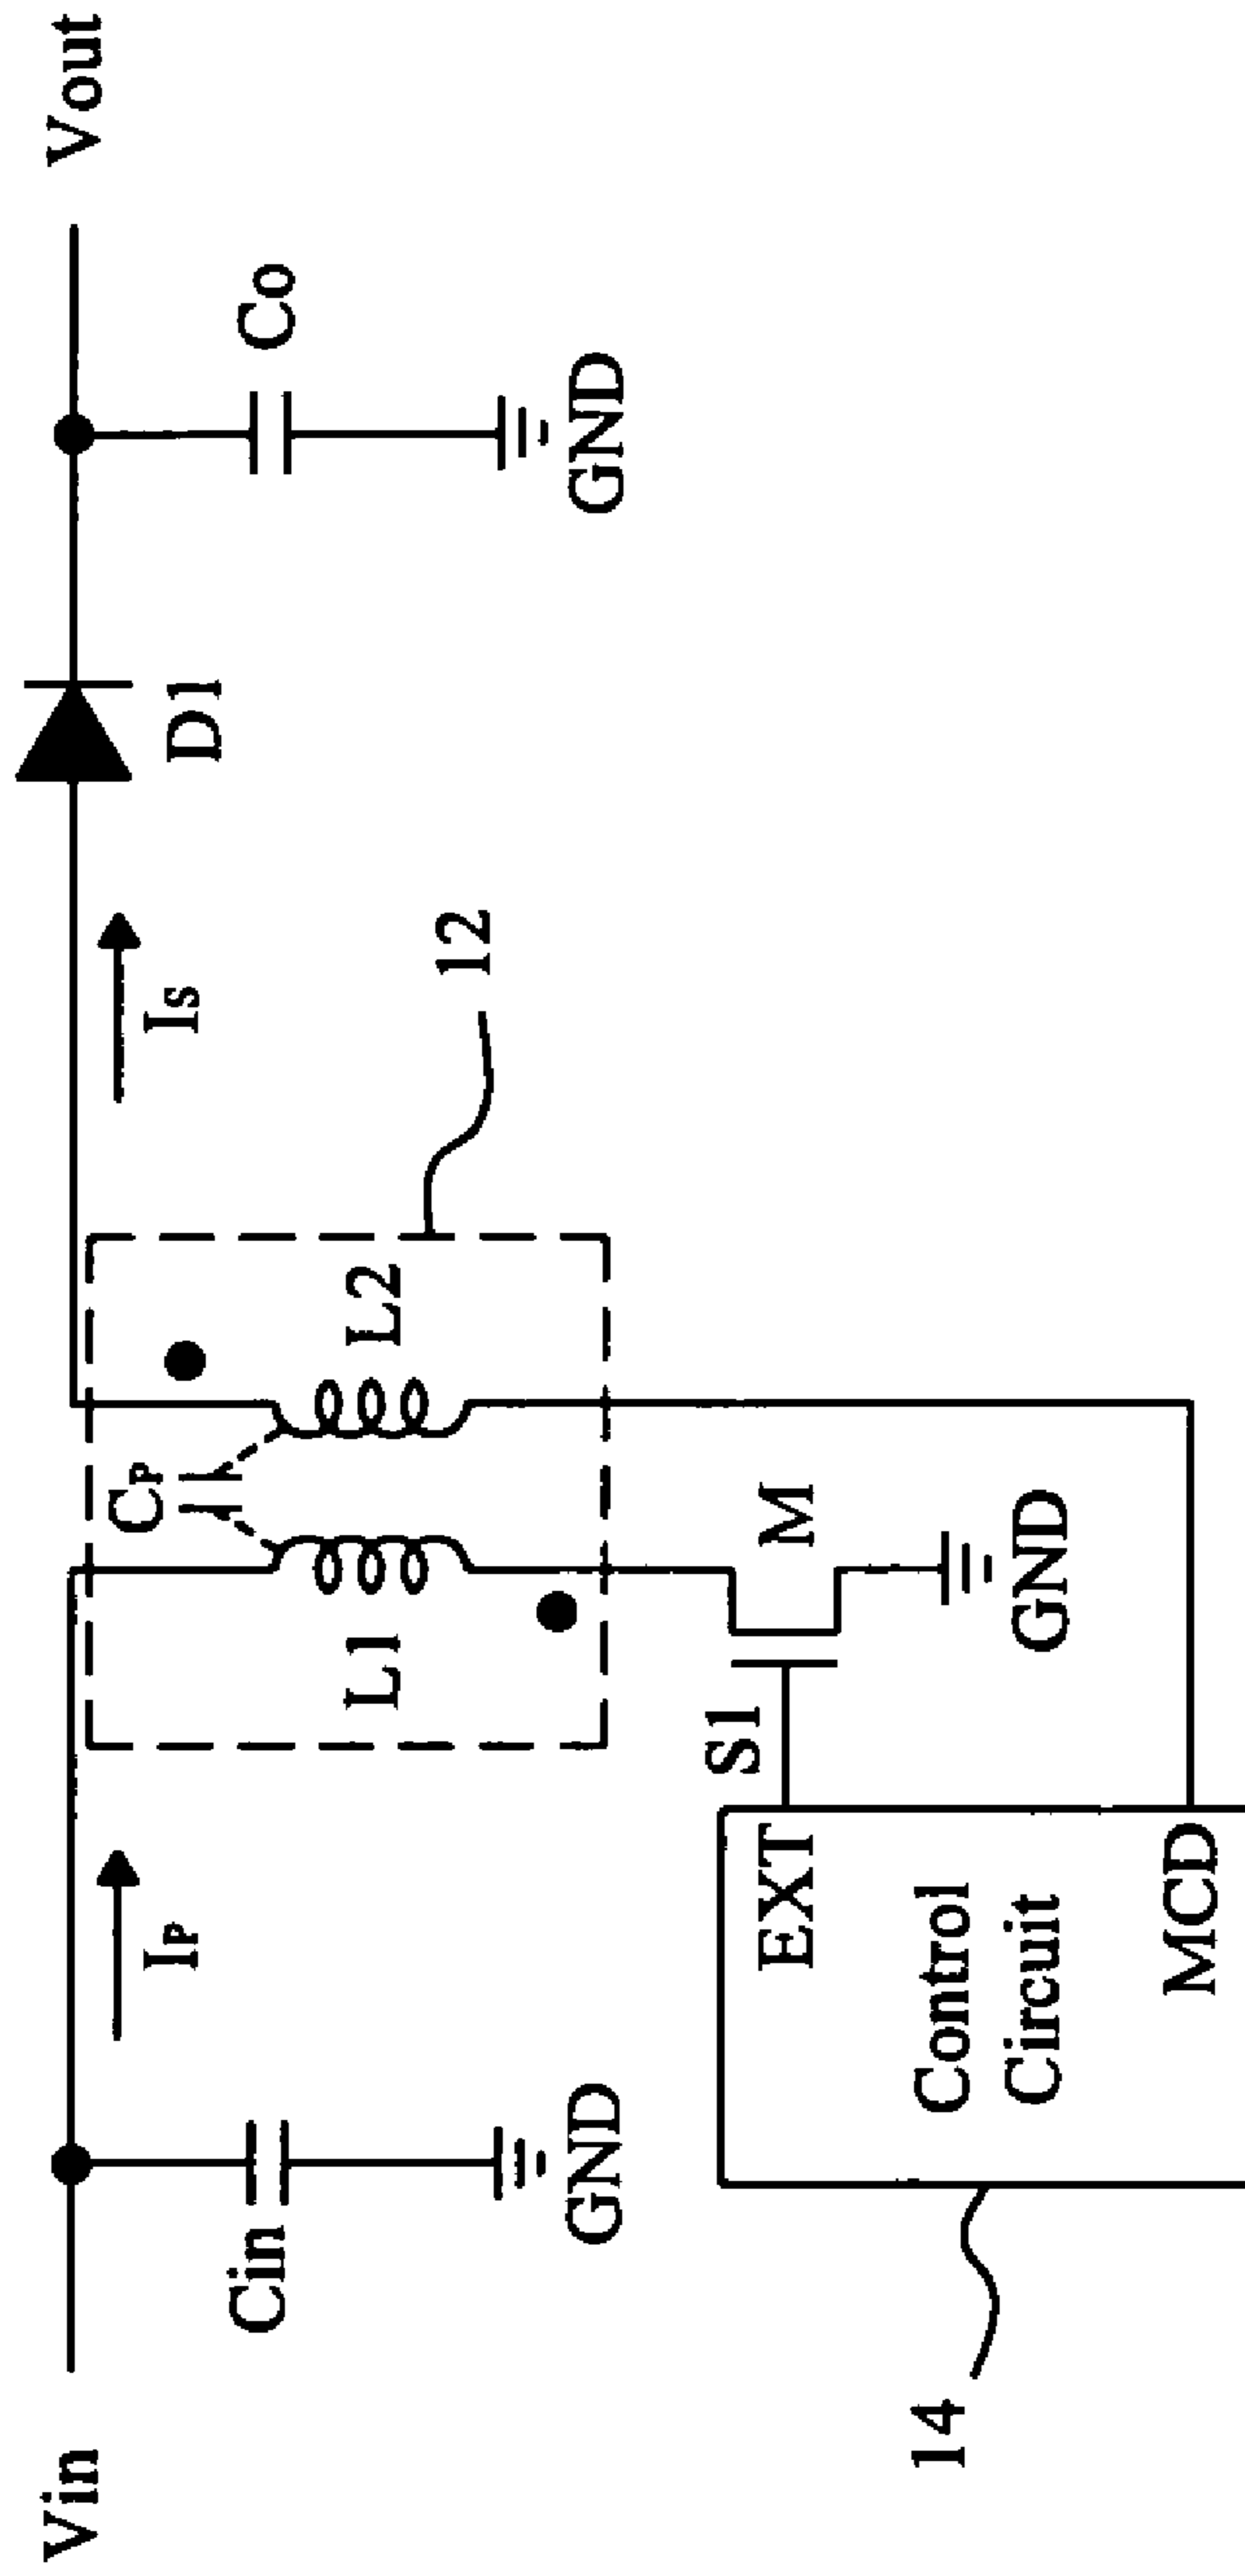 Vin
Cin
GND
IP
L1
CP
L2
12
IS
D1
Co
GND
Vout
S1
M
GND
EXT
Control
Circuit
MCD
14